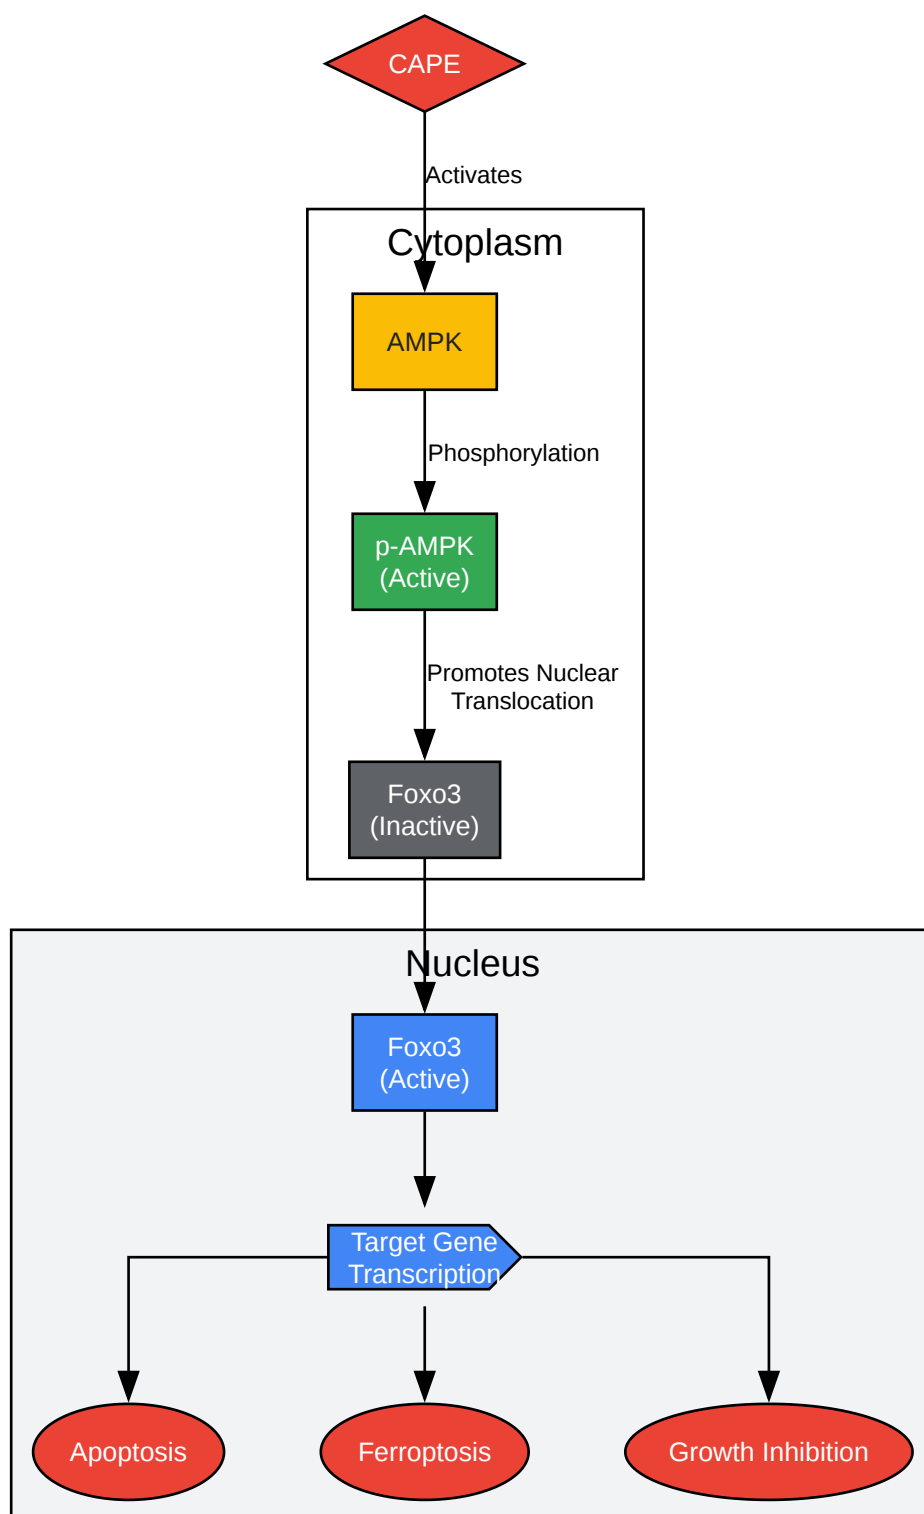 CAPE
Activates
Cytoplasm
AMPK
Phosphorylation
p-AMPK
(Active)
Promotes Nuclear
Translocation
Foxo3
(Inactive)
Nucleus
Foxo3
(Active)
Target Gene
Transcription
Apoptosis
Ferroptosis
Growth Inhibition